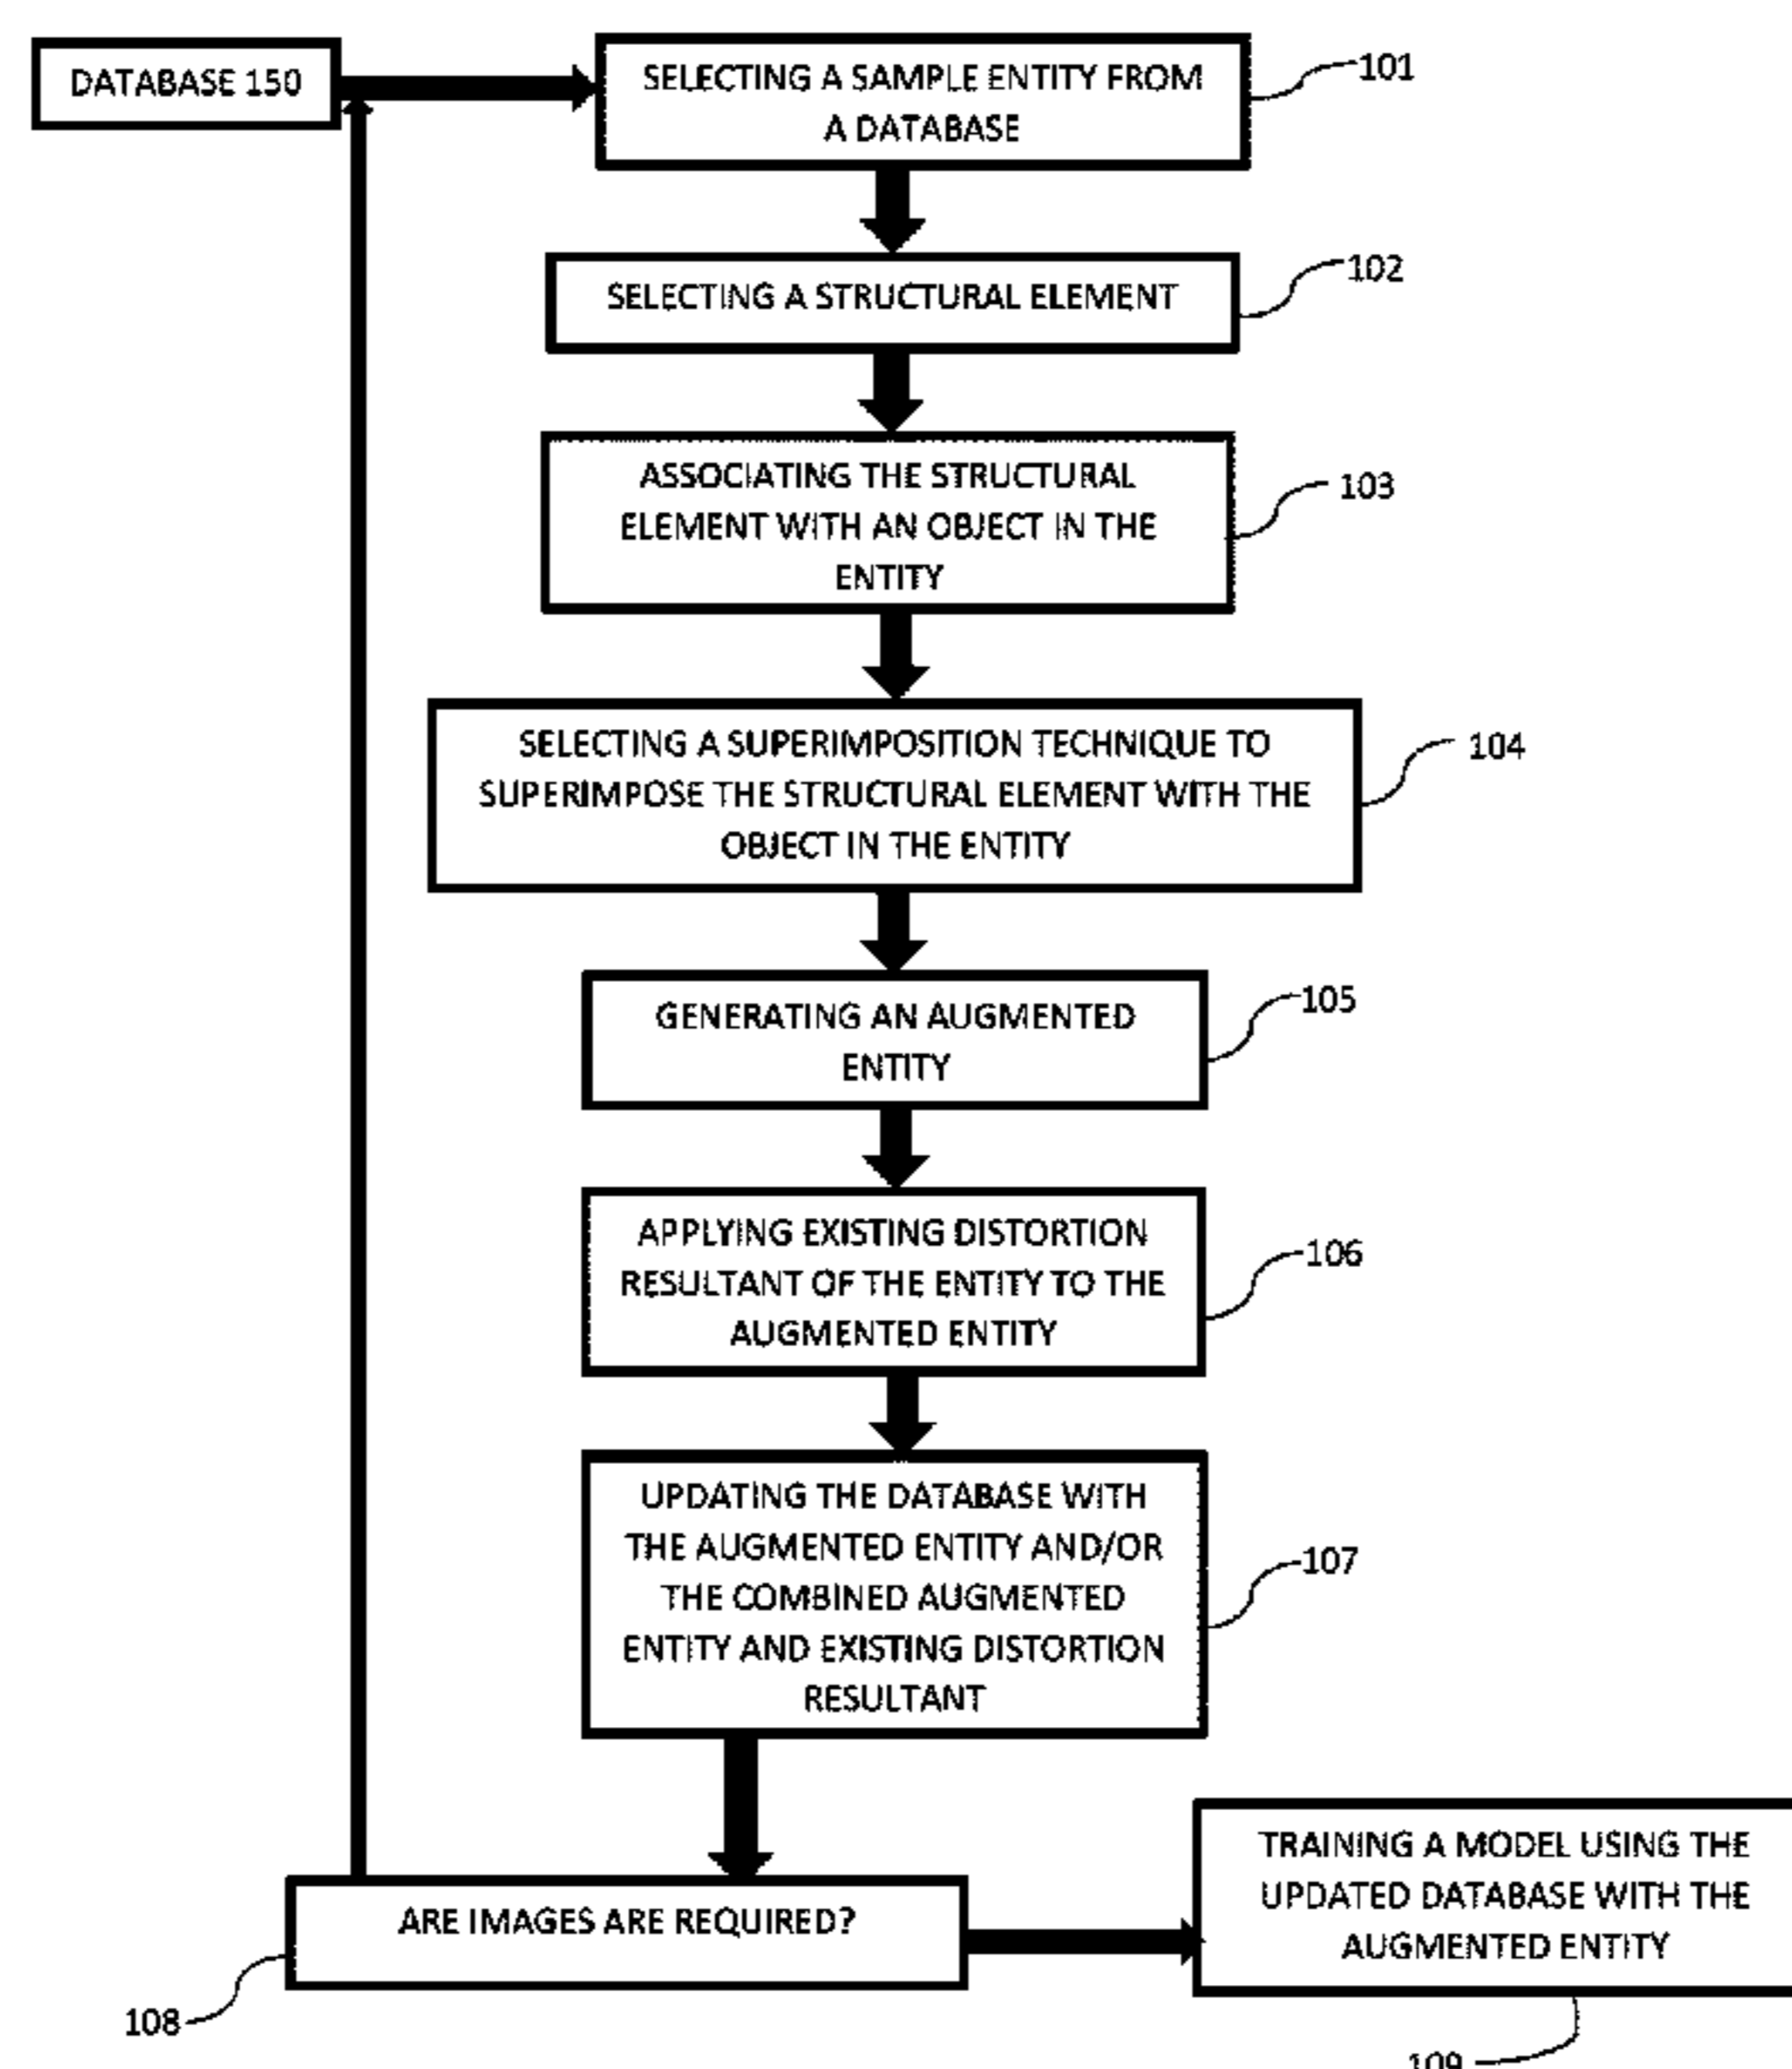 DATABASE 150
SELECTING A SAMPLE ENTITY FROM
A DATABASE
101
SELECTING A STRUCTURAL ELEMENT
102
ASSOCIATING THE STRUCTURAL
ELEMENT WITH AN OBJECT IN THE
ENTITY
103
SELECTING A SUPERIMPOSITION TECHNIQUE TO
SUPERIMPOSE THE STRUCTURAL ELEMENT WITH THE
OBJECT IN THE ENTITY
104
GENERATING AN AUGMENTED
ENTITY
105
APPLYING EXISTING DISTORTION
RESULTANT OF THE ENTITY TO THE
AUGMENTED ENTITY
106
UPDATING THE DATABASE WITH
THE AUGMENTED ENTITY AND/OR
THE COMBINED AUGMENTED
ENTITY AND EXISTING DISTORTION
RESULTANT
107
ARE IMAGES ARE REQUIRED?
108
TRAINING A MODEL USING THE
UPDATED DATABASE WITH THE
AUGMENTED ENTITY
109